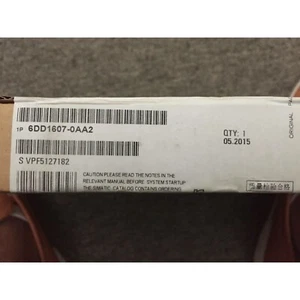 1P 6DD1607-0AA2
S VPF5127182
QTY: 1
05.2015
ORIGINAL
CAUTION PLEASE READ THE NOTES IN THE
RELEVANT MANUAL BEFORE SYSTEM STARTUP
THE SIMATIC CATALOG CONTAINS ORDERING